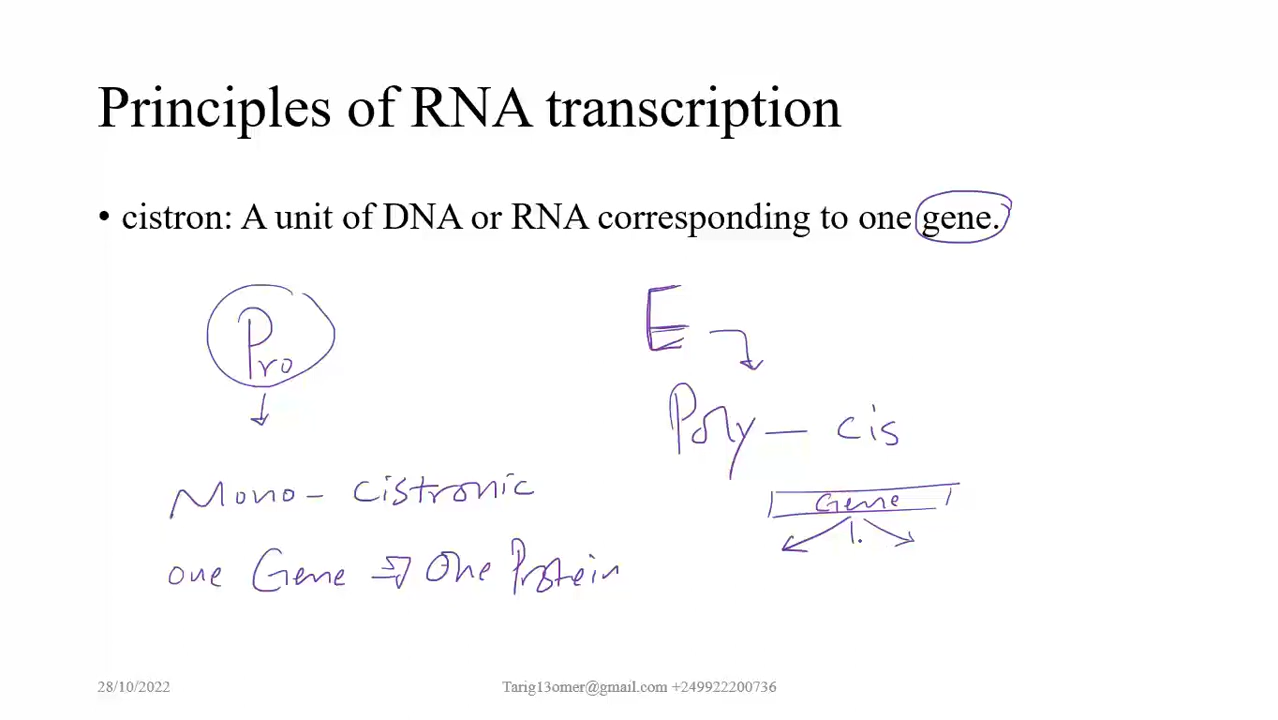 Principles of RNA transcription
• cistron: A unit of DNA or RNA corresponding to one gene.
Pro
E
Poly - cis
Mono - cistronic
Gene
one Gene ⇒ One Protein
28/10/2022
Tarig13omer@gmail.com +249922200736